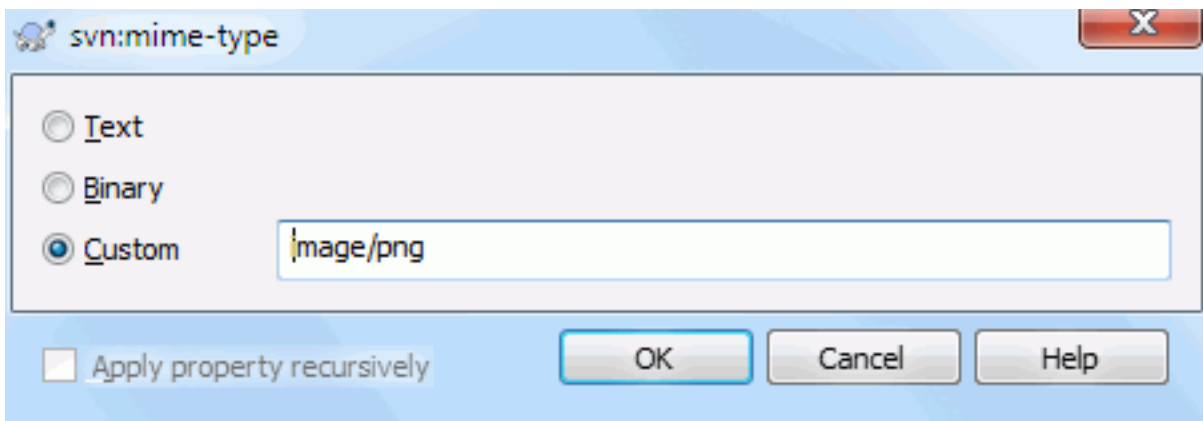 svn:mime-type
Text
Binary
Custom image/png
Apply property recursively OK Cancel Help